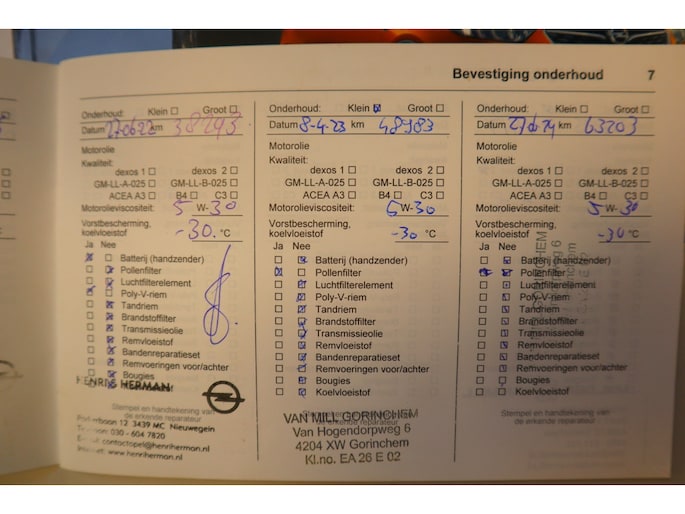 Bevestiging onderhoud 7
Onderhoud: Klein Groot
Datum 27-06-22 km 38243
Motorolie
Kwaliteit:
dexos 1 dexos 2
GM-LL-A-025 GM-LL-B-025
ACEA A3 B4 C3
Motorolieviscositeit: 5 W-30
Vorstbescherming,
koelvloeistof -30. °C
Ja Nee
Batterij (handzender)
Pollenfilter
Luchtfilterelement
Poly-V-riem
Tandriem
Brandstoffilter
Transmissieolie
Remvloeistof
Bandenreparatieset
Remvoeringen voor/achter
Bougies
HENRI & HERMAN
Stempel en handtekening van
de erkende reparateur
12 3439 MC Nieuwegein
030 - 604 7820
contactopel@henriherman.nl
www.henriherman.nl
Onderhoud: Klein Groot
Datum 8-4-23 km 48983
Motorolie
Kwaliteit:
dexos 1 dexos 2
GM-LL-A-025 GM-LL-B-025
ACEA A3 B4 C3
Motorolieviscositeit: 5 W-30
Vorstbescherming,
koelvloeistof -30 °C
Ja Nee
Batterij (handzender)
Pollenfilter
Luchtfilterelement
Poly-V-riem
Tandriem
Brandstoffilter
Transmissieolie
Remvloeistof
Bandenreparatieset
Remvoeringen voor/achter
Bougies
Koelvloeistof
VAN MILL GORINCHEM
Van Hogendorpweg 6
4204 XW Gorinchem
Kl.no. EA 26 E 02
Onderhoud: Klein Groot
Datum km 63203
Motorolie
Kwaliteit:
dexos 1 dexos 2
GM-LL-A-025 GM-LL-B-025
ACEA A3 B4 C3
Motorolieviscositeit: 5 W-30
Vorstbescherming,
koelvloeistof -30 °C
Ja Nee
Batterij (handzender)
Pollenfilter
Luchtfilterelement
Poly-V-riem
Tandriem
Brandstoffilter
Transmissieolie
Remvloeistof
Bandenreparatieset
Remvoeringen voor/achter
Bougies
Koelvloeistof
Stempel en handtekening van
de erkende reparateur